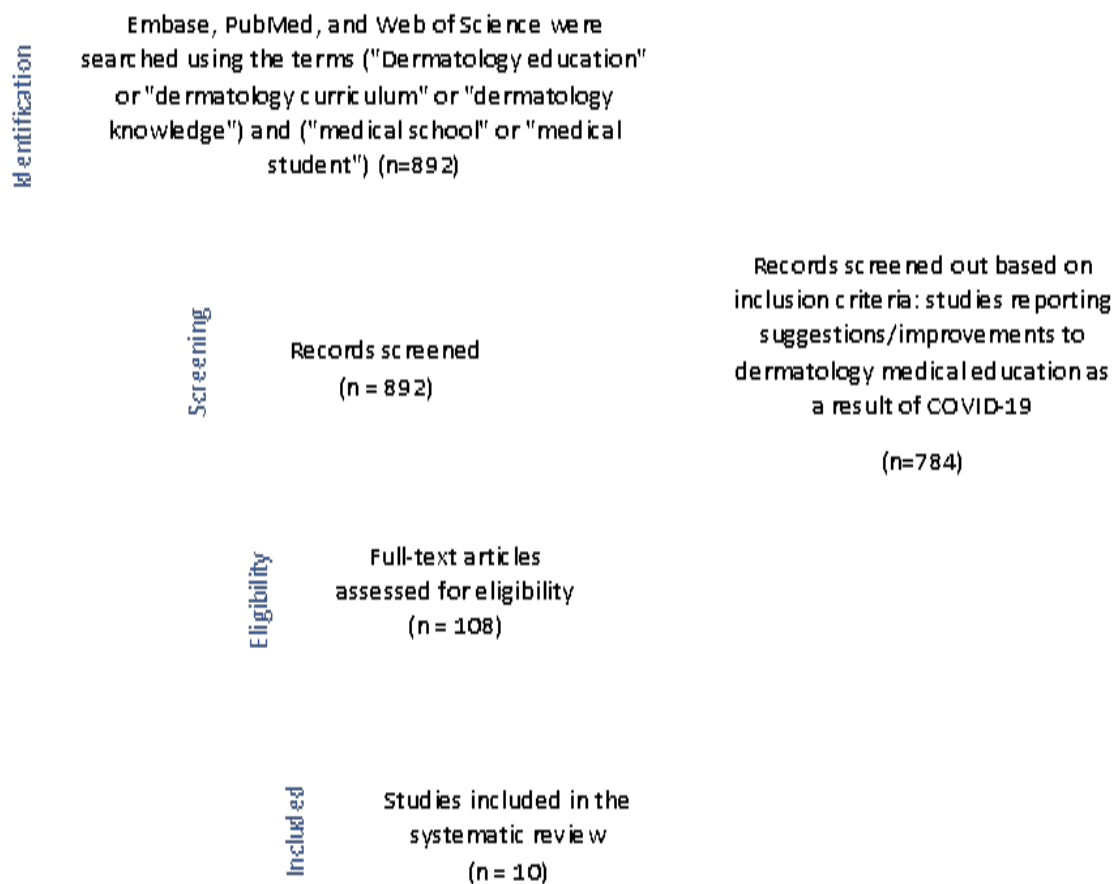 Identification
Embase, PubMed, and Web of Science were
searched using the terms ("Dermatology education"
or "dermatology curriculum" or "dermatology
knowledge") and ("medical school" or "medical
student") (n=892)
Screening
Records screened
(n = 892)
Records screened out based on
inclusion criteria: studies reporting
suggestions/improvements to
dermatology medical education as
a result of COVID-19
(n=784)
Eligibility
Full-text articles
assessed for eligibility
(n = 108)
Included
Studies included in the
systematic review
(n = 10)